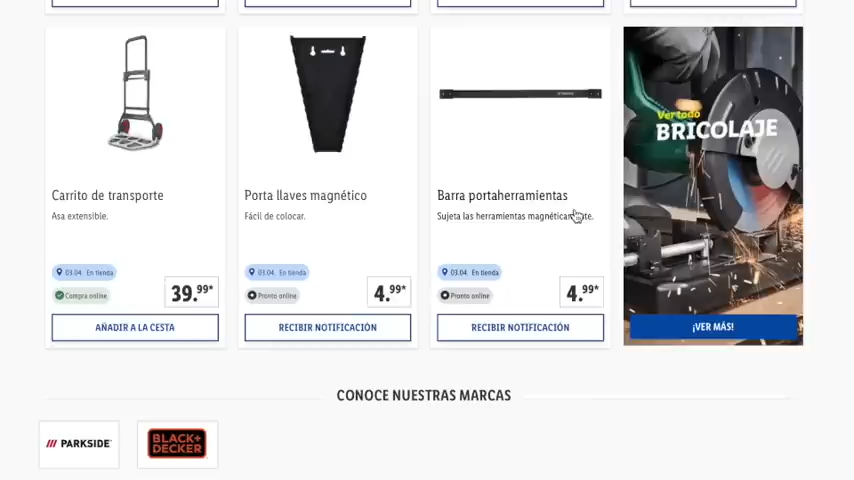 Carrito de transporte
Asa extensible.
03.04. En tienda
Compra online
39.99*
AÑADIR A LA CESTA
Porta llaves magnético
Fácil de colocar.
03.04. En tienda
Pronto online
4.99*
RECIBIR NOTIFICACIÓN
Barra portaherramientas
Sujeta las herramientas
03.04. En tienda
Pronto online
4.99*
RECIBIR NOTIFICACIÓN
Ver todo
BRICOLAJE
¡VER MÁS!
CONOCE NUESTRAS MARCAS
PARKSIDE
BLACK+
DECKER